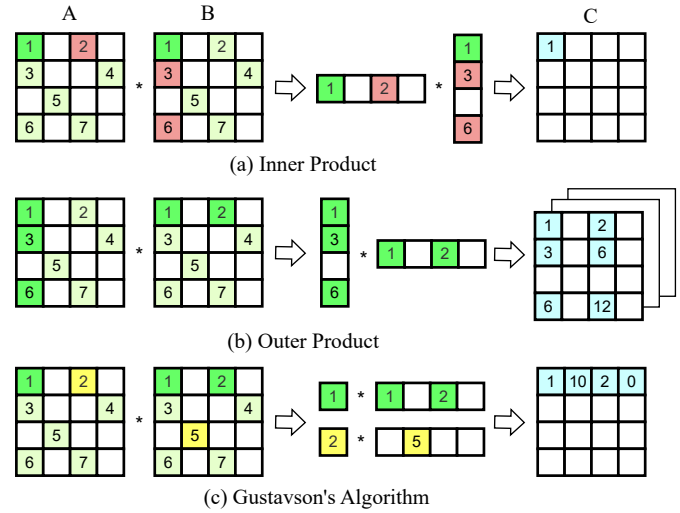 A B C
1 2 1 2 1 1
3 4 3 4 * 1 2 * 3
5 * 5
6 7 6 7 6
(a) Inner Product
1 2 1 2 1 1 2
3 4 3 4 3 3 6
5 * 5 * 1 2
6 7 6 7 6 6 12
(b) Outer Product
1 2 1 2 1 * 1 2 1 10 2 0
3 4 3 4
5 * 5 2 * 5
6 7 6 7
(c) Gustavson's Algorithm